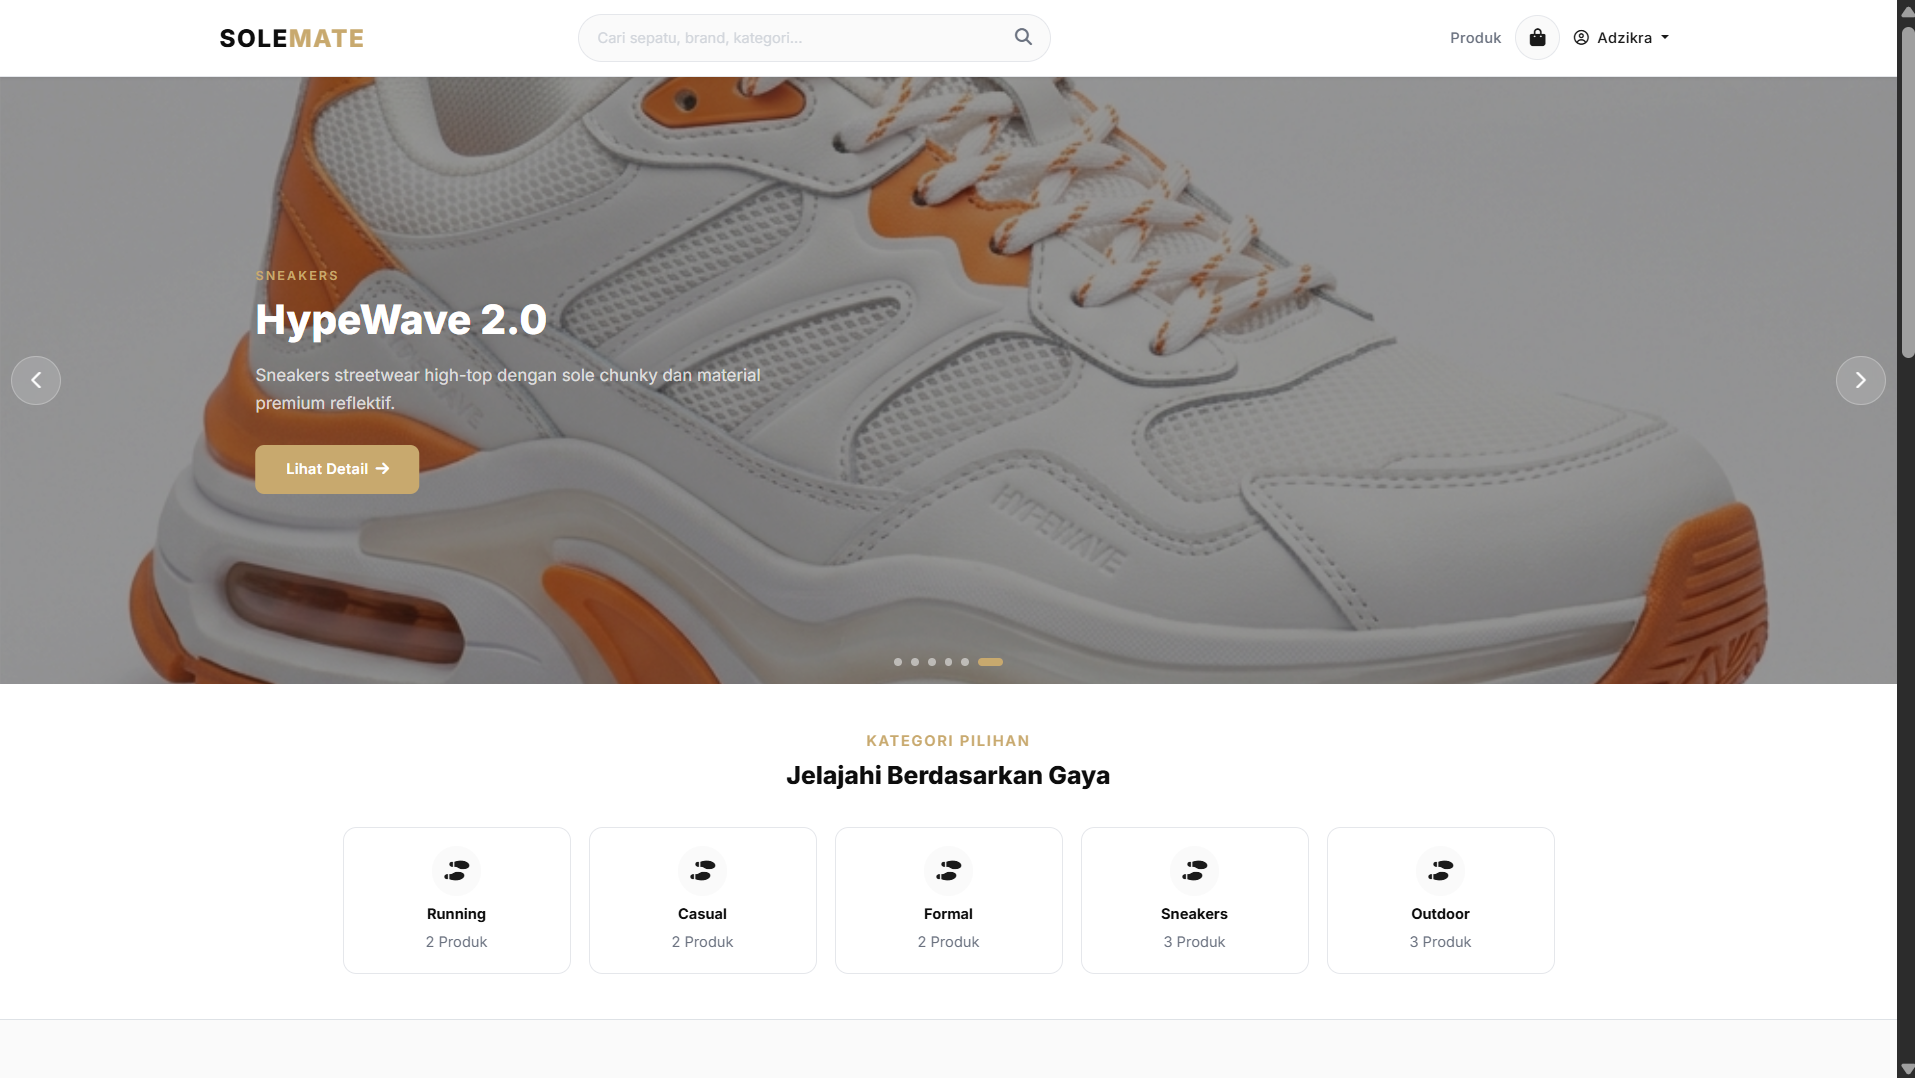 SOLEMATE
Cari sepatu, brand, kategori...
Produk
Adzikra
SNEAKERS
HypeWave 2.0
Sneakers streetwear high-top dengan sole chunky dan material
premium reflektif.
Lihat Detail →
HYPEWAVE
KATEGORI PILIHAN
Jelajahi Berdasarkan Gaya
Running
2 Produk
Casual
2 Produk
Formal
2 Produk
Sneakers
3 Produk
Outdoor
3 Produk